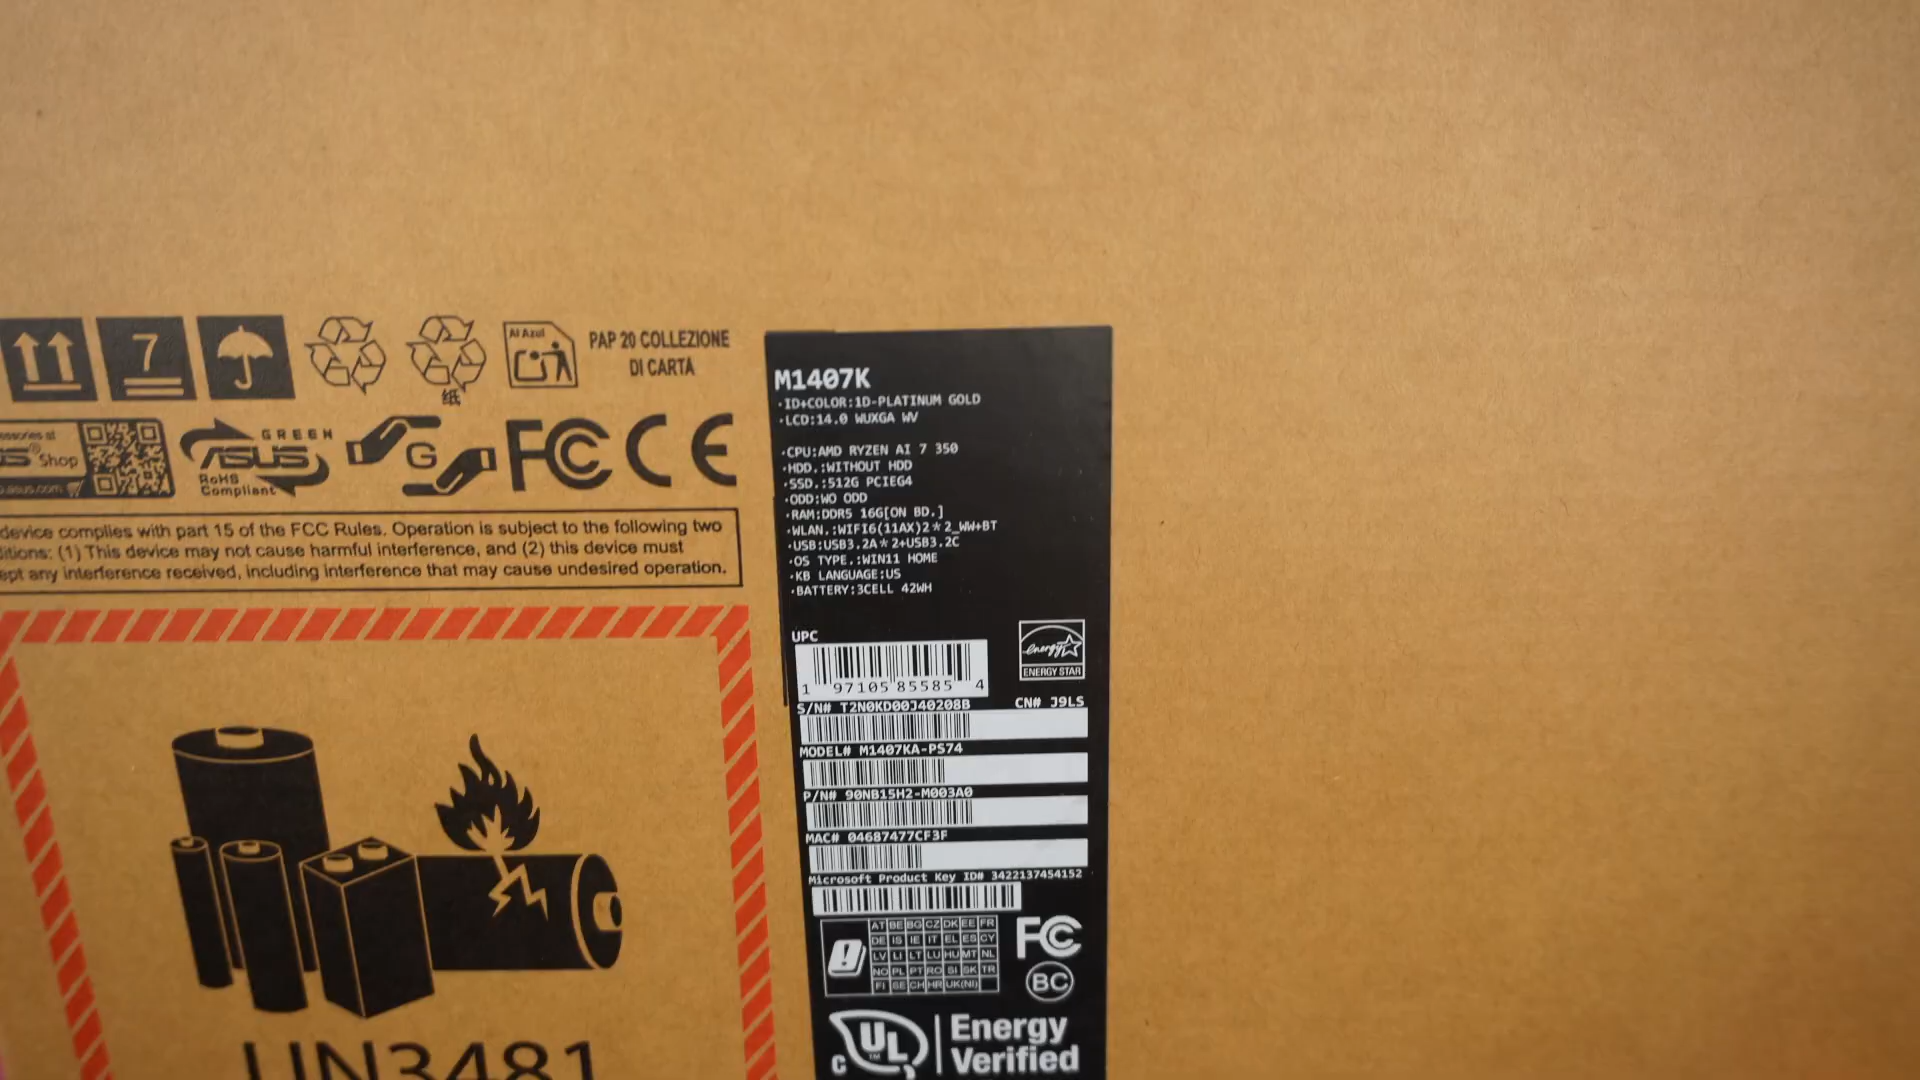 7
纸
Al Azul
PAP 20 COLLEZIONE
DI CARTA
Shop
GREEN
ASUS
RoHS
Compliant
G
FC CE
device complies with part 15 of the FCC Rules. Operation is subject to the following two
(1) This device may not cause harmful interference, and (2) this device must
any interference received, including interference that may cause undesired operation.
UN3481
M1407K
·ID+COLOR:1D-PLATINUM GOLD
·LCD:14.0 WUXGA WV
·CPU:AMD RYZEN AI 7 350
·HDD.:WITHOUT HDD
·SSD.:512G PCIEG4
·ODD:WO ODD
·RAM:DDR5 16G[ON BD.]
·WLAN.:WIFI6(11AX)2*2_WW+BT
·USB:USB3.2A*2+USB3.2C
·OS TYPE.:WIN11 HOME
·KB LANGUAGE:US
·BATTERY:3CELL 42WH
UPC
1 97105 85585 4
energy
ENERGY STAR
S/N# T2N0KD00J40208B CN# J9LS
MODEL# M1407KA-PS74
P/N# 90NB15H2-M003A0
MAC# 04687477CF3F
Microsoft Product Key ID# 3422137454152
AT BE BG CZ DK EE FR
DE IS IE IT EL ES CY
LV LI LT LU HU MT NL
NO PL PT RO SI SK TR
FI SE CH HR UK(NI)
FC
BC
C UL Energy
Verified